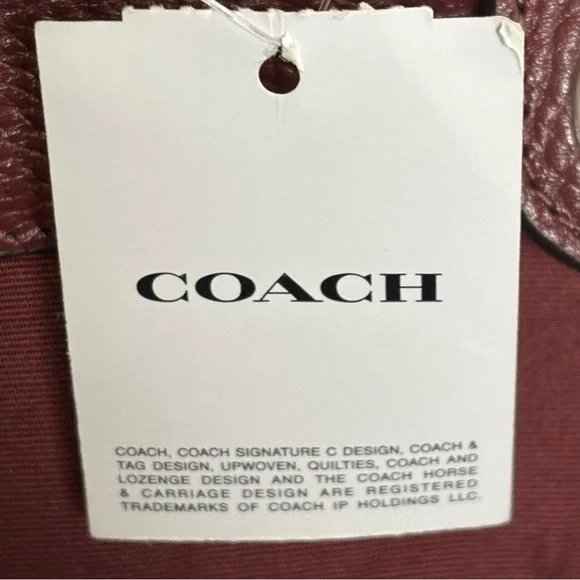 COACH
COACH, COACH SIGNATURE C DESIGN, COACH &
TAG DESIGN, UPWOVEN, QUILTIES, COACH AND
LOZENGE DESIGN AND THE COACH HORSE
& CARRIAGE DESIGN ARE REGISTERED
TRADEMARKS OF COACH IP HOLDINGS LLC.